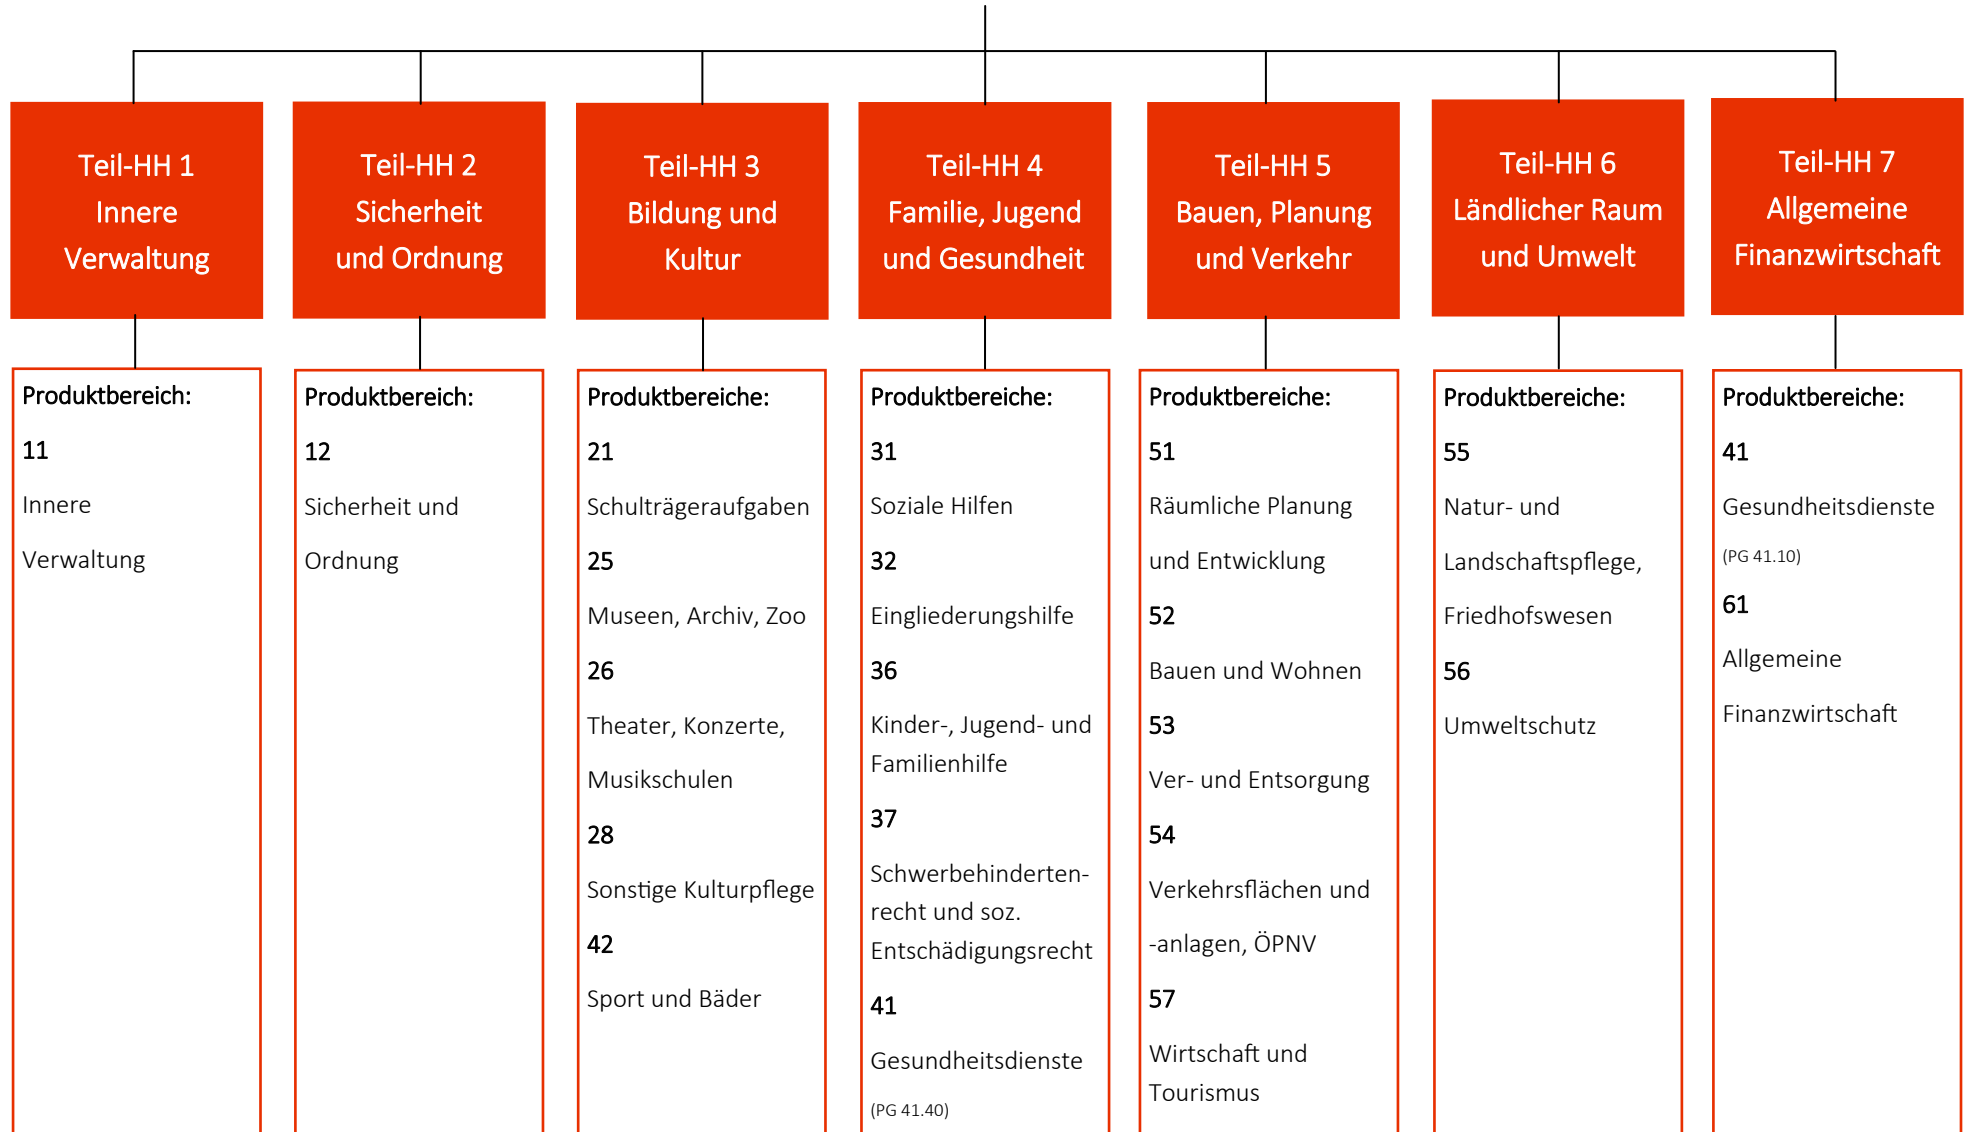 Teil-HH 1
Innere
Verwaltung
Produktbereich:
11
Innere
Verwaltung
Teil-HH 2
Sicherheit
und Ordnung
Produktbereich:
12
Sicherheit und
Ordnung
Teil-HH 3
Bildung und
Kultur
Produktbereiche:
21
Schulträgeraufgaben
25
Museen, Archiv, Zoo
26
Theater, Konzerte,
Musikschulen
28
Sonstige Kulturpflege
42
Sport und Bäder
Teil-HH 4
Familie, Jugend
und Gesundheit
Produktbereiche:
31
Soziale Hilfen
32
Eingliederungshilfe
36
Kinder-, Jugend- und
Familienhilfe
37
Schwerbehinderten-
recht und soz.
Entschädigungsrecht
41
Gesundheitsdienste
(PG 41.40)
Teil-HH 5
Bauen, Planung
und Verkehr
Produktbereiche:
51
Räumliche Planung
und Entwicklung
52
Bauen und Wohnen
53
Ver- und Entsorgung
54
Verkehrsflächen und
-anlagen, ÖPNV
57
Wirtschaft und
Tourismus
Teil-HH 6
Ländlicher Raum
und Umwelt
Produktbereiche:
55
Natur- und
Landschaftspflege,
Friedhofswesen
56
Umweltschutz
Teil-HH 7
Allgemeine
Finanzwirtschaft
Produktbereiche:
41
Gesundheitsdienste
(PG 41.10)
61
Allgemeine
Finanzwirtschaft